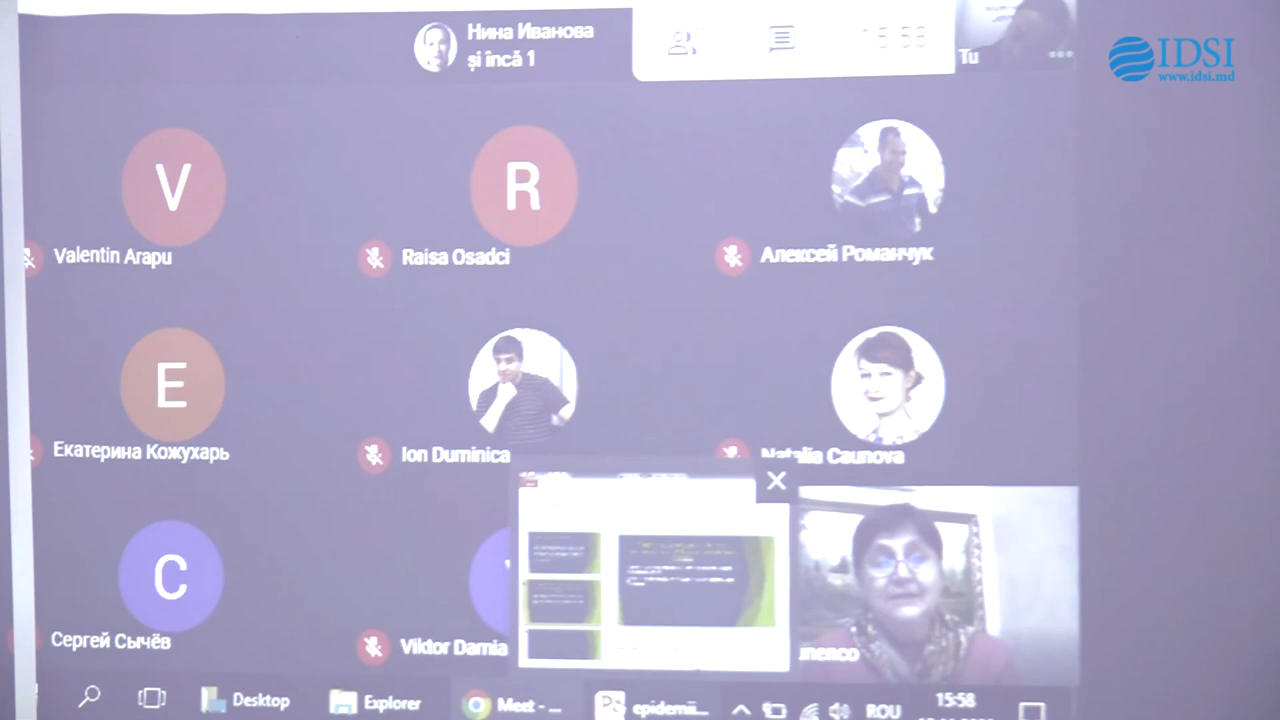 Нина Иванова
și încă 1
15:58
Tu
IDSI
www.idsi.md
V
R
Valentin Arapu
Raisa Osadci
Алексей Романчук
E
Екатерина Кожухарь
Ion Duminica
Natalia Caunova
C
Сергей Сычёв
Viktor Damia
nenco
Desktop
Explorer
Meet - ...
epidemii...
ROU
15:58